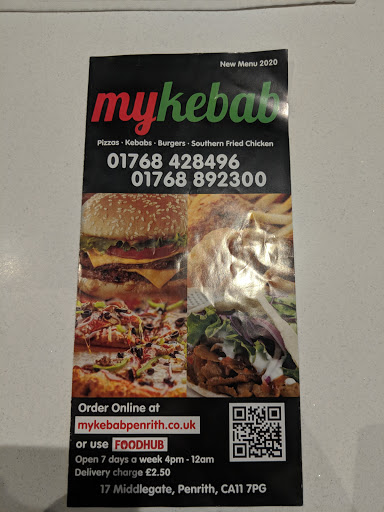 New Menu 2020
mykebab
Pizzas · Kebabs · Burgers · Southern Fried Chicken
01768 428496
01768 892300
Order Online at
mykebabpenrith.co.uk
or use FOODHUB
Open 7 days a week 4pm - 12am
Delivery charge £2.50
17 Middlegate, Penrith, CA11 7PG